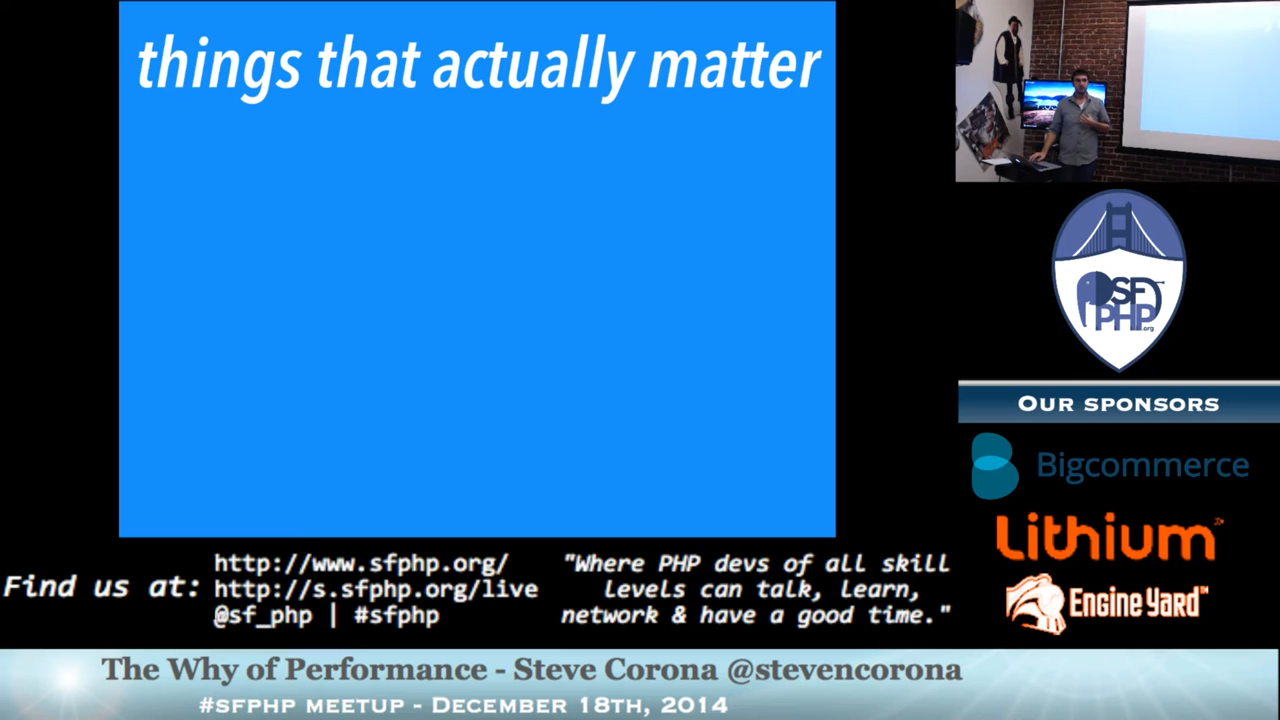 things that actually matter
SF
PHP
.org
OUR SPONSORS
Bigcommerce
Lithium
Engine Yard™
Find us at:
http://www.sfphp.org/
http://s.sfphp.org/live
@sf_php | #sfphp
"Where PHP devs of all skill
levels can talk, learn,
network & have a good time."
The Why of Performance - Steve Corona @stevencorona
#SFPHP MEETUP - DECEMBER 18TH, 2014